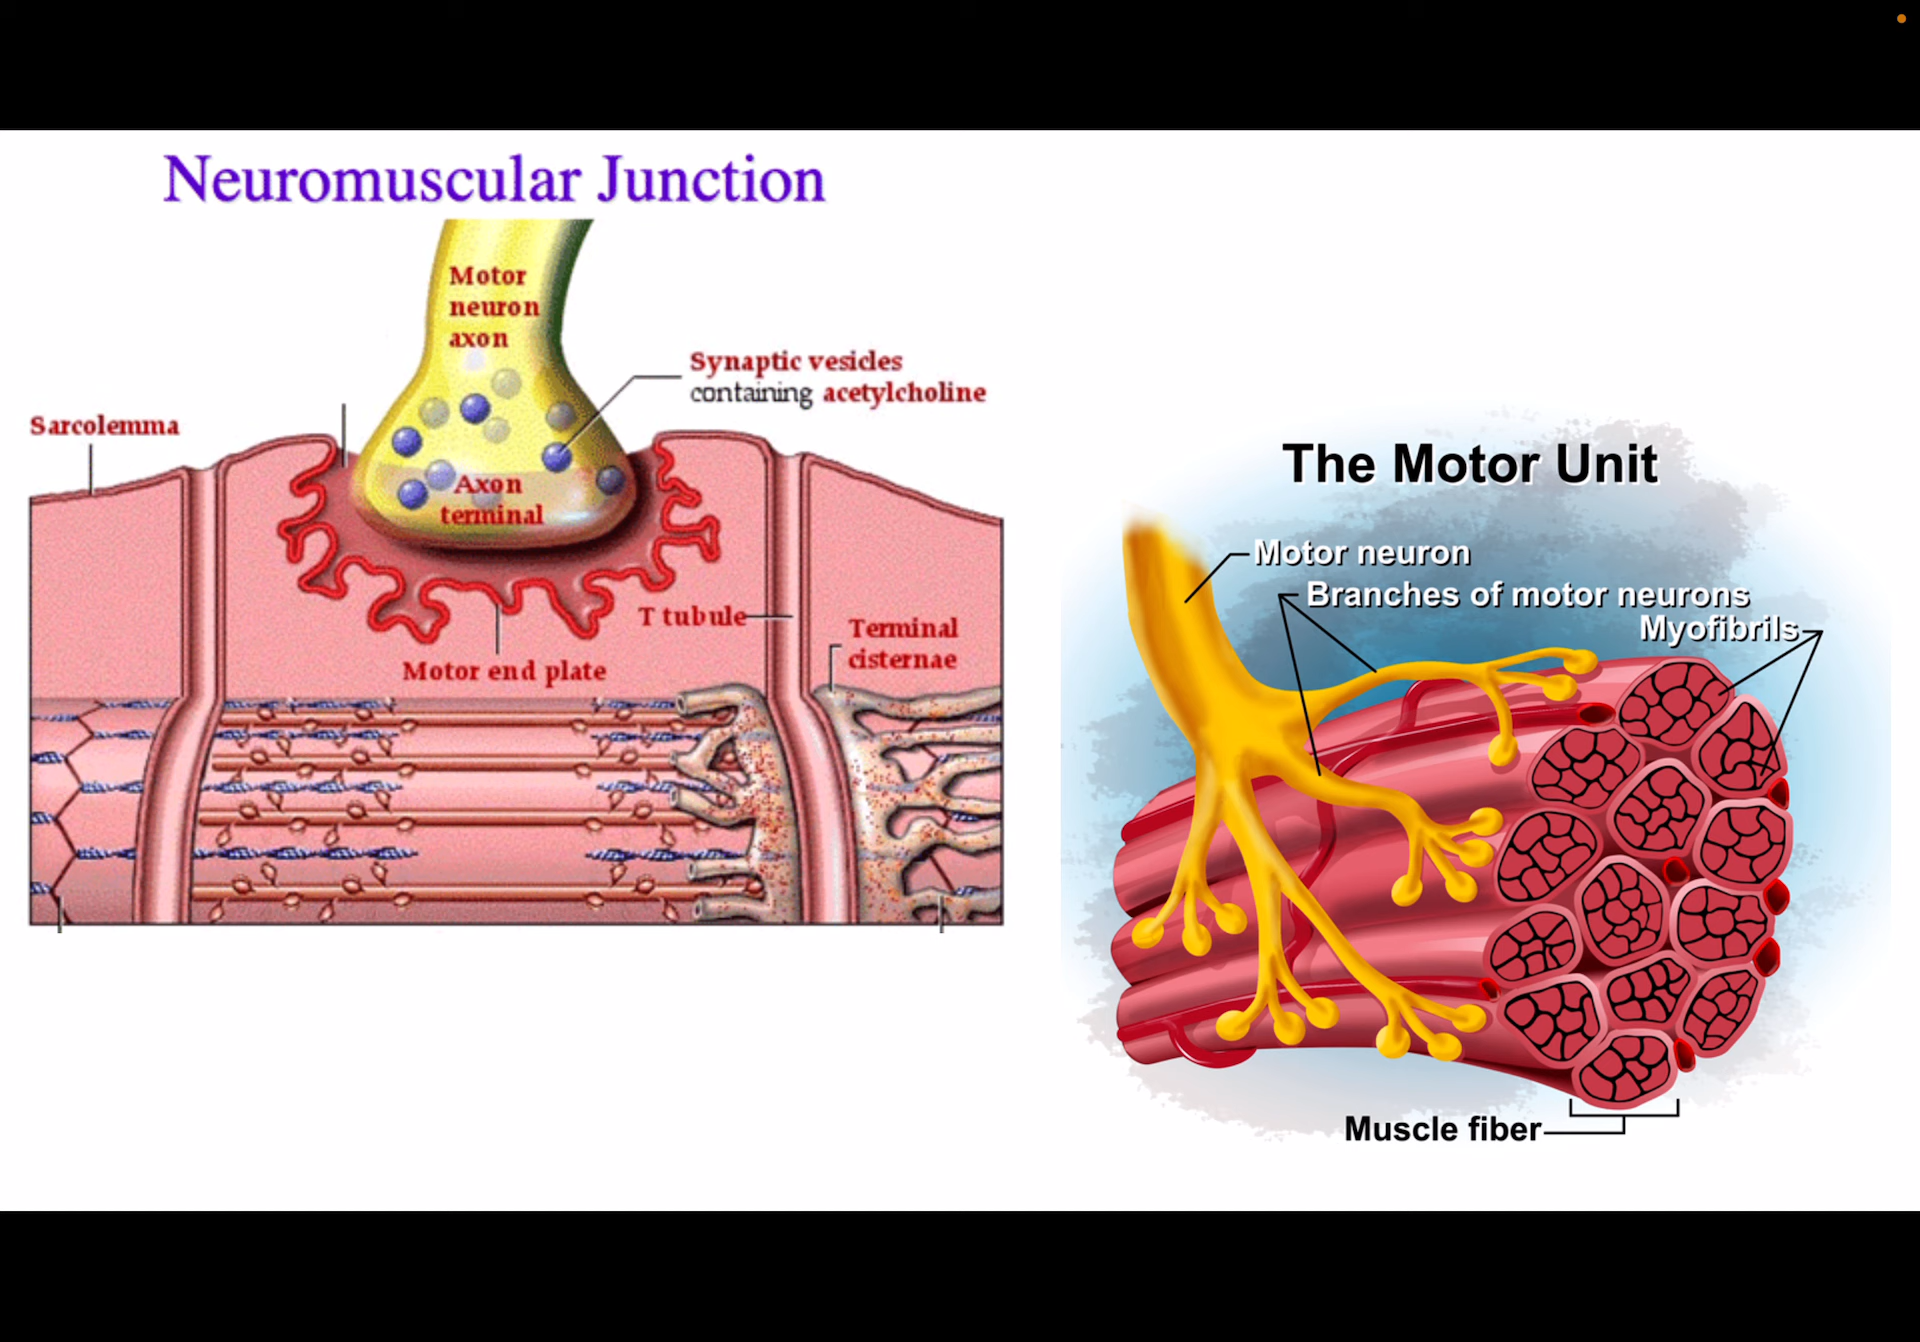 Neuromuscular Junction
Motor
neuron
axon
Synaptic vesicles
containing acetylcholine
Sarcolemma
Axon
terminal
T tubule
Terminal
cisternae
Motor end plate
The Motor Unit
Motor neuron
Branches of motor neurons
Myofibrils
Muscle fiber